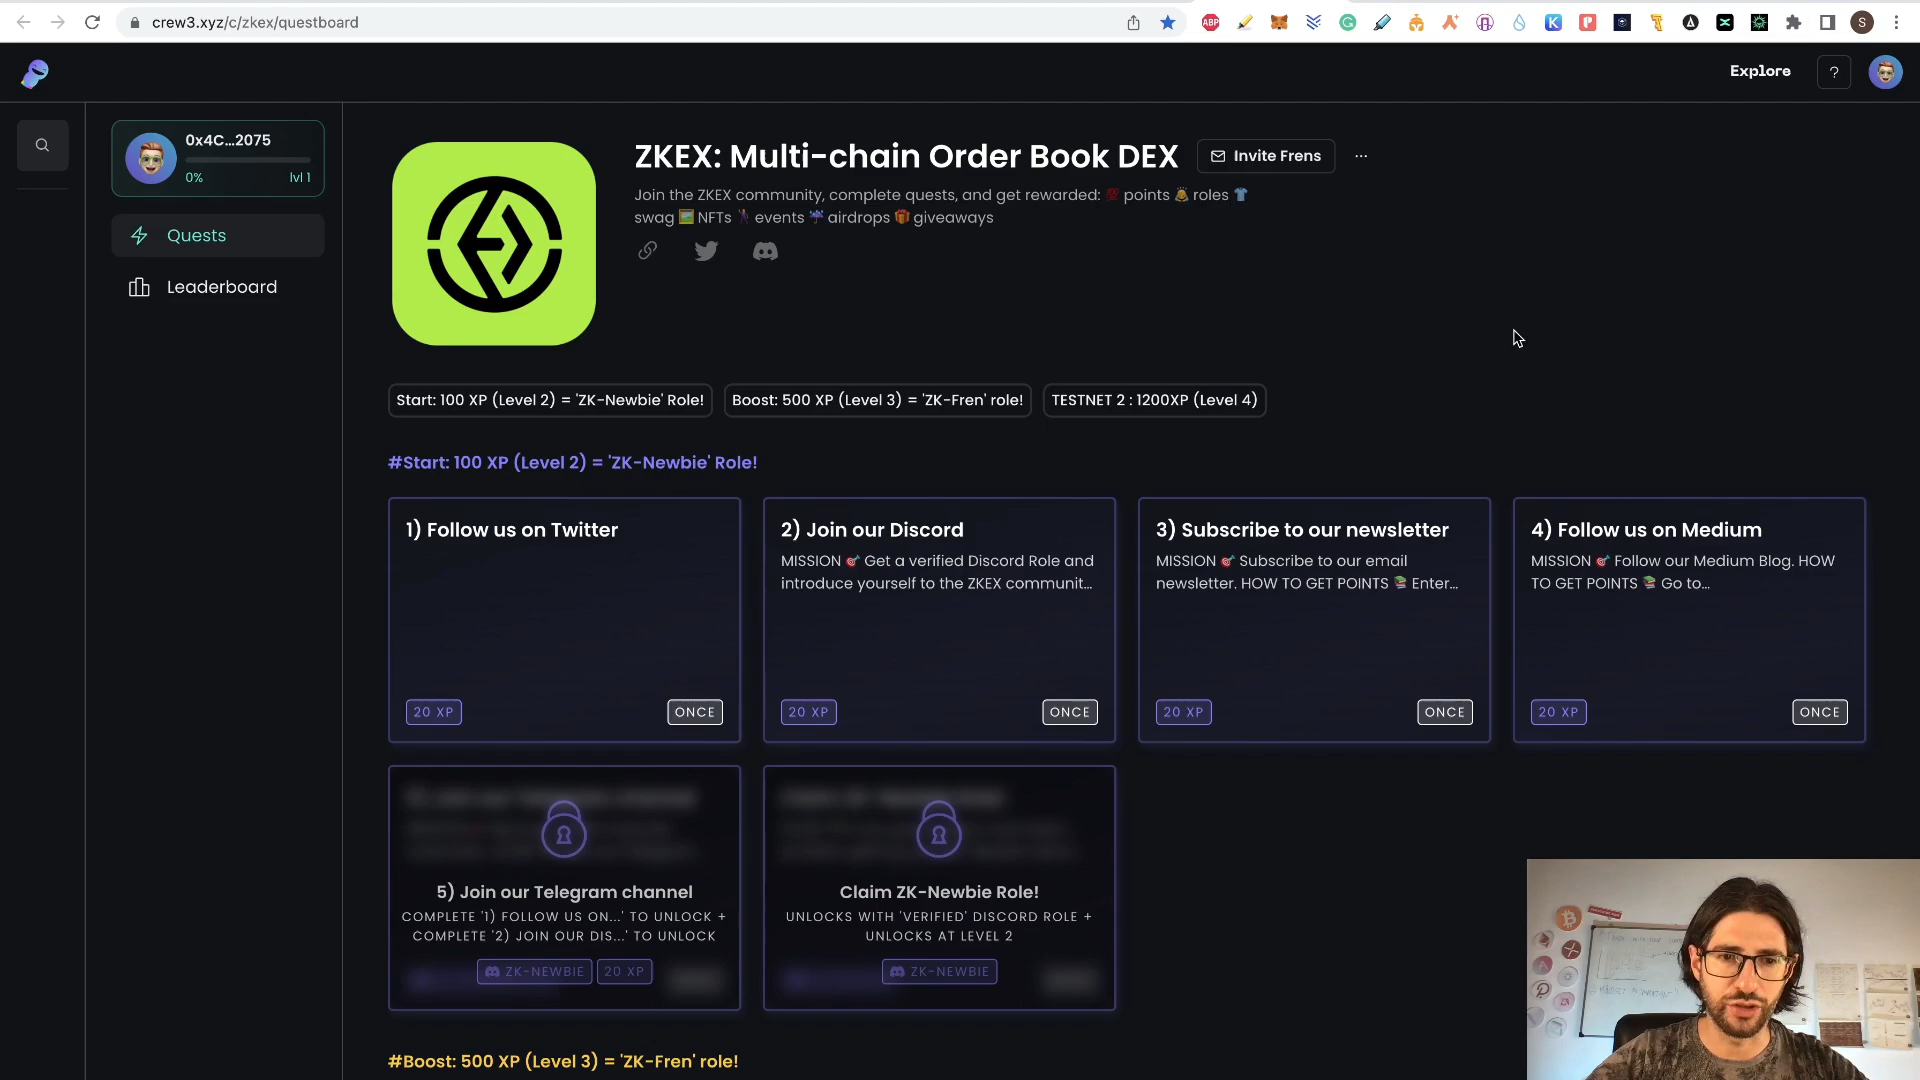 crew3.xyz/c/zkex/questboard
ABP
S
Explore
?
0x4C...2075
0%
lvl 1
Quests
Leaderboard
ZKEX: Multi-chain Order Book DEX
Invite Frens
...
Join the ZKEX community, complete quests, and get rewarded: 💯 points 💰 roles 👕
swag 🖼️ NFTs 🕺 events ☔ airdrops 🎁 giveaways
Start: 100 XP (Level 2) = 'ZK-Newbie' Role!
Boost: 500 XP (Level 3) = 'ZK-Fren' role!
TESTNET 2 : 1200XP (Level 4)
#Start: 100 XP (Level 2) = 'ZK-Newbie' Role!
1) Follow us on Twitter
20 XP
ONCE
2) Join our Discord
MISSION 🎯 Get a verified Discord Role and
introduce yourself to the ZKEX communit...
20 XP
ONCE
3) Subscribe to our newsletter
MISSION 🎯 Subscribe to our email
newsletter. HOW TO GET POINTS 📚 Enter...
20 XP
ONCE
4) Follow us on Medium
MISSION 🎯 Follow our Medium Blog. HOW
TO GET POINTS 📚 Go to...
20 XP
ONCE
5) Join our Telegram channel
COMPLETE '1) FOLLOW US ON...' TO UNLOCK +
COMPLETE '2) JOIN OUR DIS...' TO UNLOCK
ZK-NEWBIE
20 XP
Claim ZK-Newbie Role!
UNLOCKS WITH 'VERIFIED' DISCORD ROLE +
UNLOCKS AT LEVEL 2
ZK-NEWBIE
#Boost: 500 XP (Level 3) = 'ZK-Fren' role!